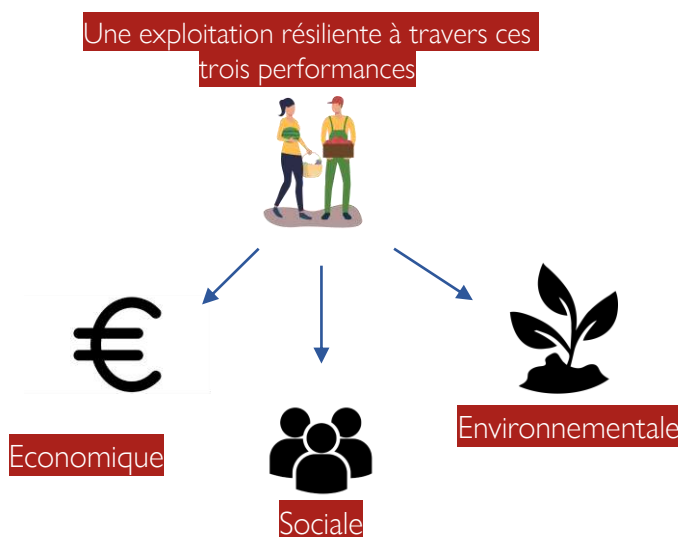 Une exploitation résiliente à travers ces
trois performances
Economique
Sociale
Environnementale